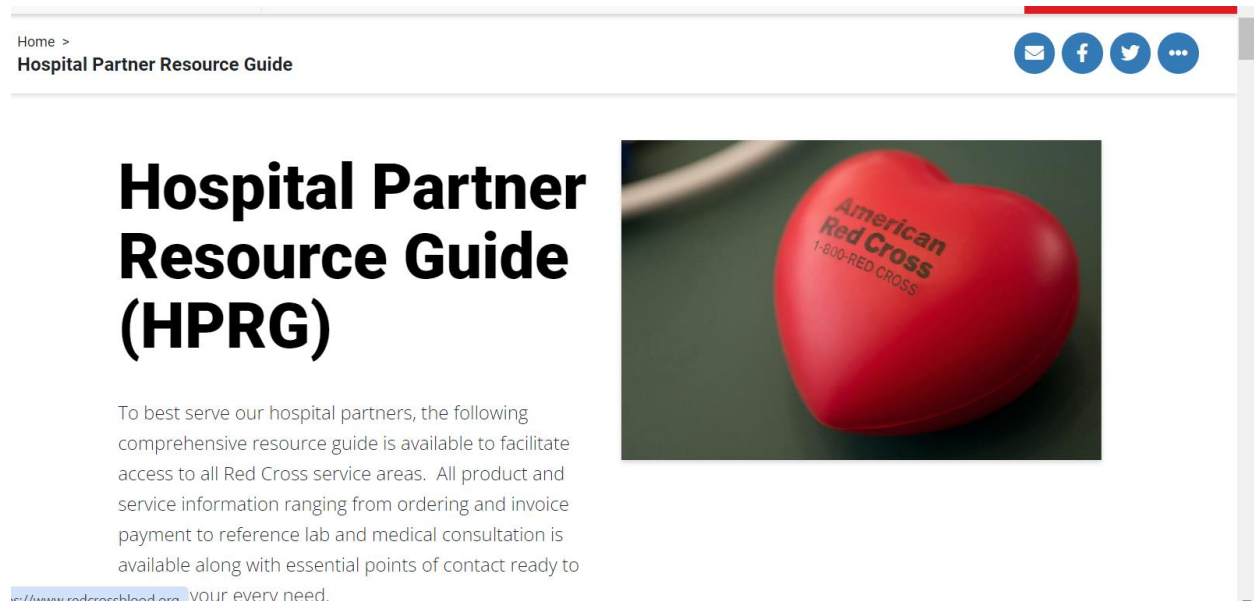 Home >
Hospital Partner Resource Guide
Hospital Partner
Resource Guide
(HPRG)
American
Red Cross
1-800-RED CROSS
To best serve our hospital partners, the following
comprehensive resource guide is available to facilitate
access to all Red Cross service areas.  All product and
service information ranging from ordering and invoice
payment to reference lab and medical consultation is
available along with essential points of contact ready to
your every need.
s://www.redcrossblood.org